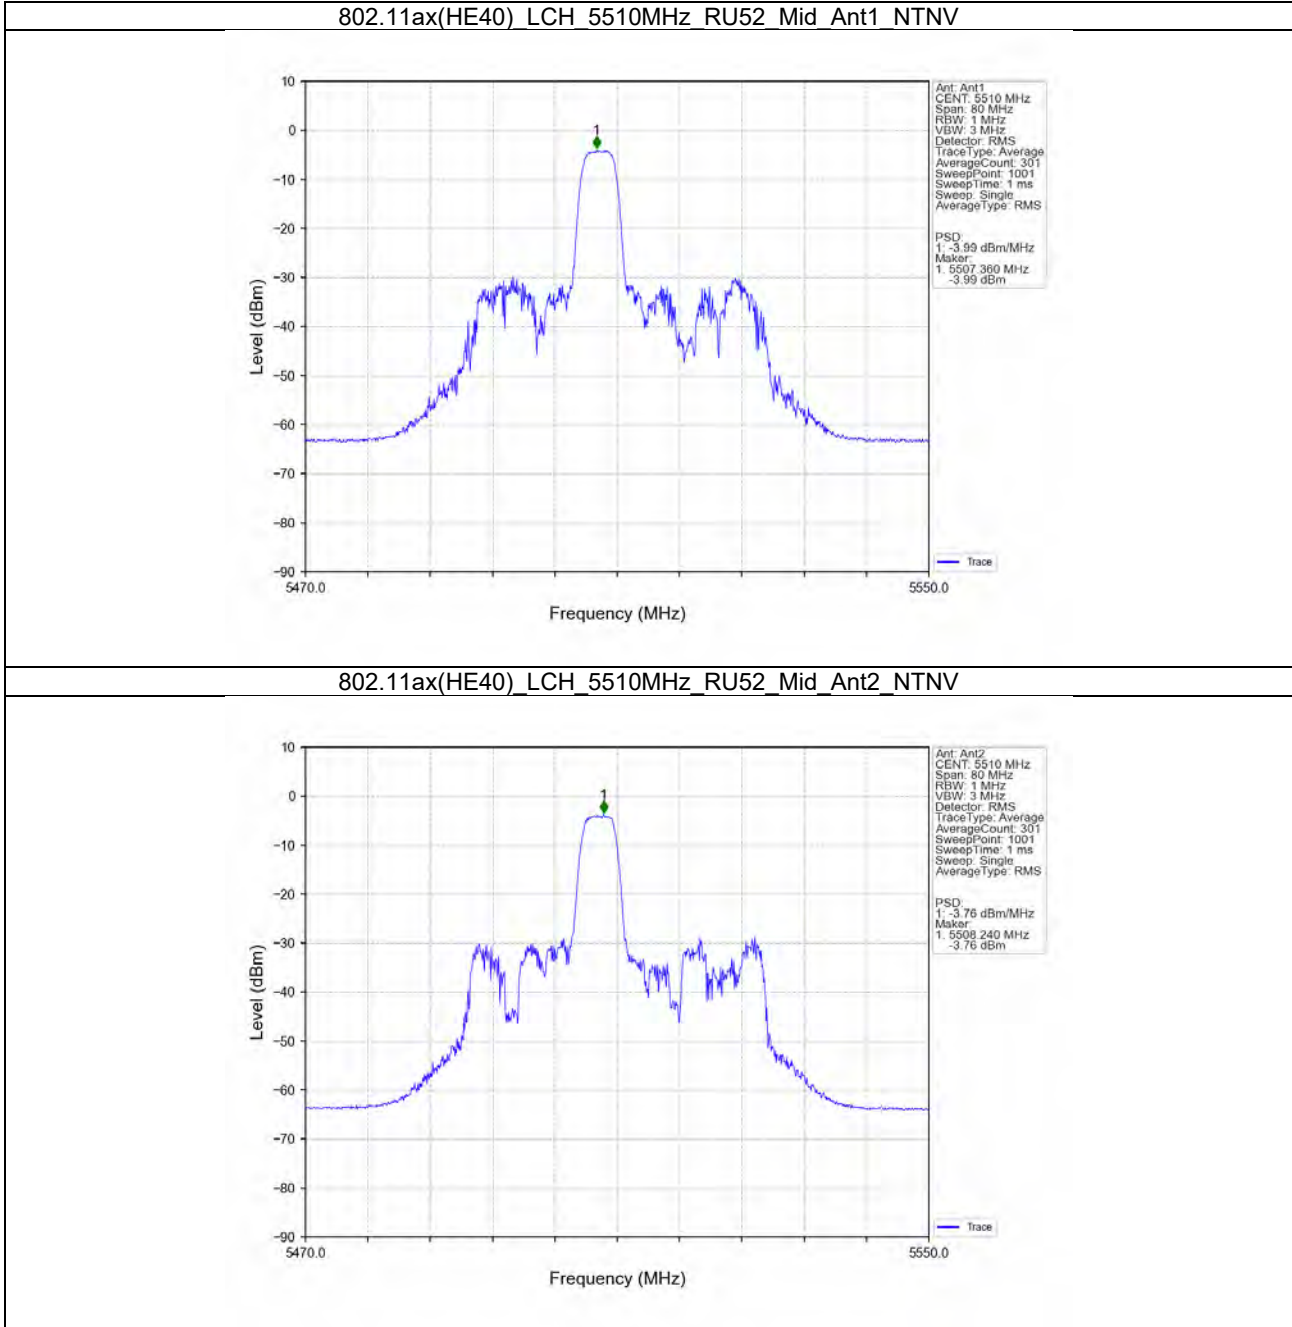 802.11ax(HE40)_LCH_5510MHz_RU52_Mid_Ant1_NTNV
10
0
−10
−20
−30
−40
−50
−60
−70
−80
−90
Level (dBm)
1
5470.0
5550.0
Frequency (MHz)
Ant: Ant1
CENT: 5510 MHz
Span: 80 MHz
RBW: 1 MHz
VBW: 3 MHz
Detector: RMS
TraceType: Average
AverageCount: 301
SweepPoint: 1001
SweepTime: 1 ms
Sweep: Single
AverageType: RMS
PSD:
1: -3.99 dBm/MHz
Maker:
1. 5507.360 MHz
-3.99 dBm
Trace
802.11ax(HE40)_LCH_5510MHz_RU52_Mid_Ant2_NTNV
10
0
−10
−20
−30
−40
−50
−60
−70
−80
−90
Level (dBm)
1
5470.0
5550.0
Frequency (MHz)
Ant: Ant2
CENT: 5510 MHz
Span: 80 MHz
RBW: 1 MHz
VBW: 3 MHz
Detector: RMS
TraceType: Average
AverageCount: 301
SweepPoint: 1001
SweepTime: 1 ms
Sweep: Single
AverageType: RMS
PSD:
1: -3.76 dBm/MHz
Maker:
1. 5508.240 MHz
-3.76 dBm
Trace